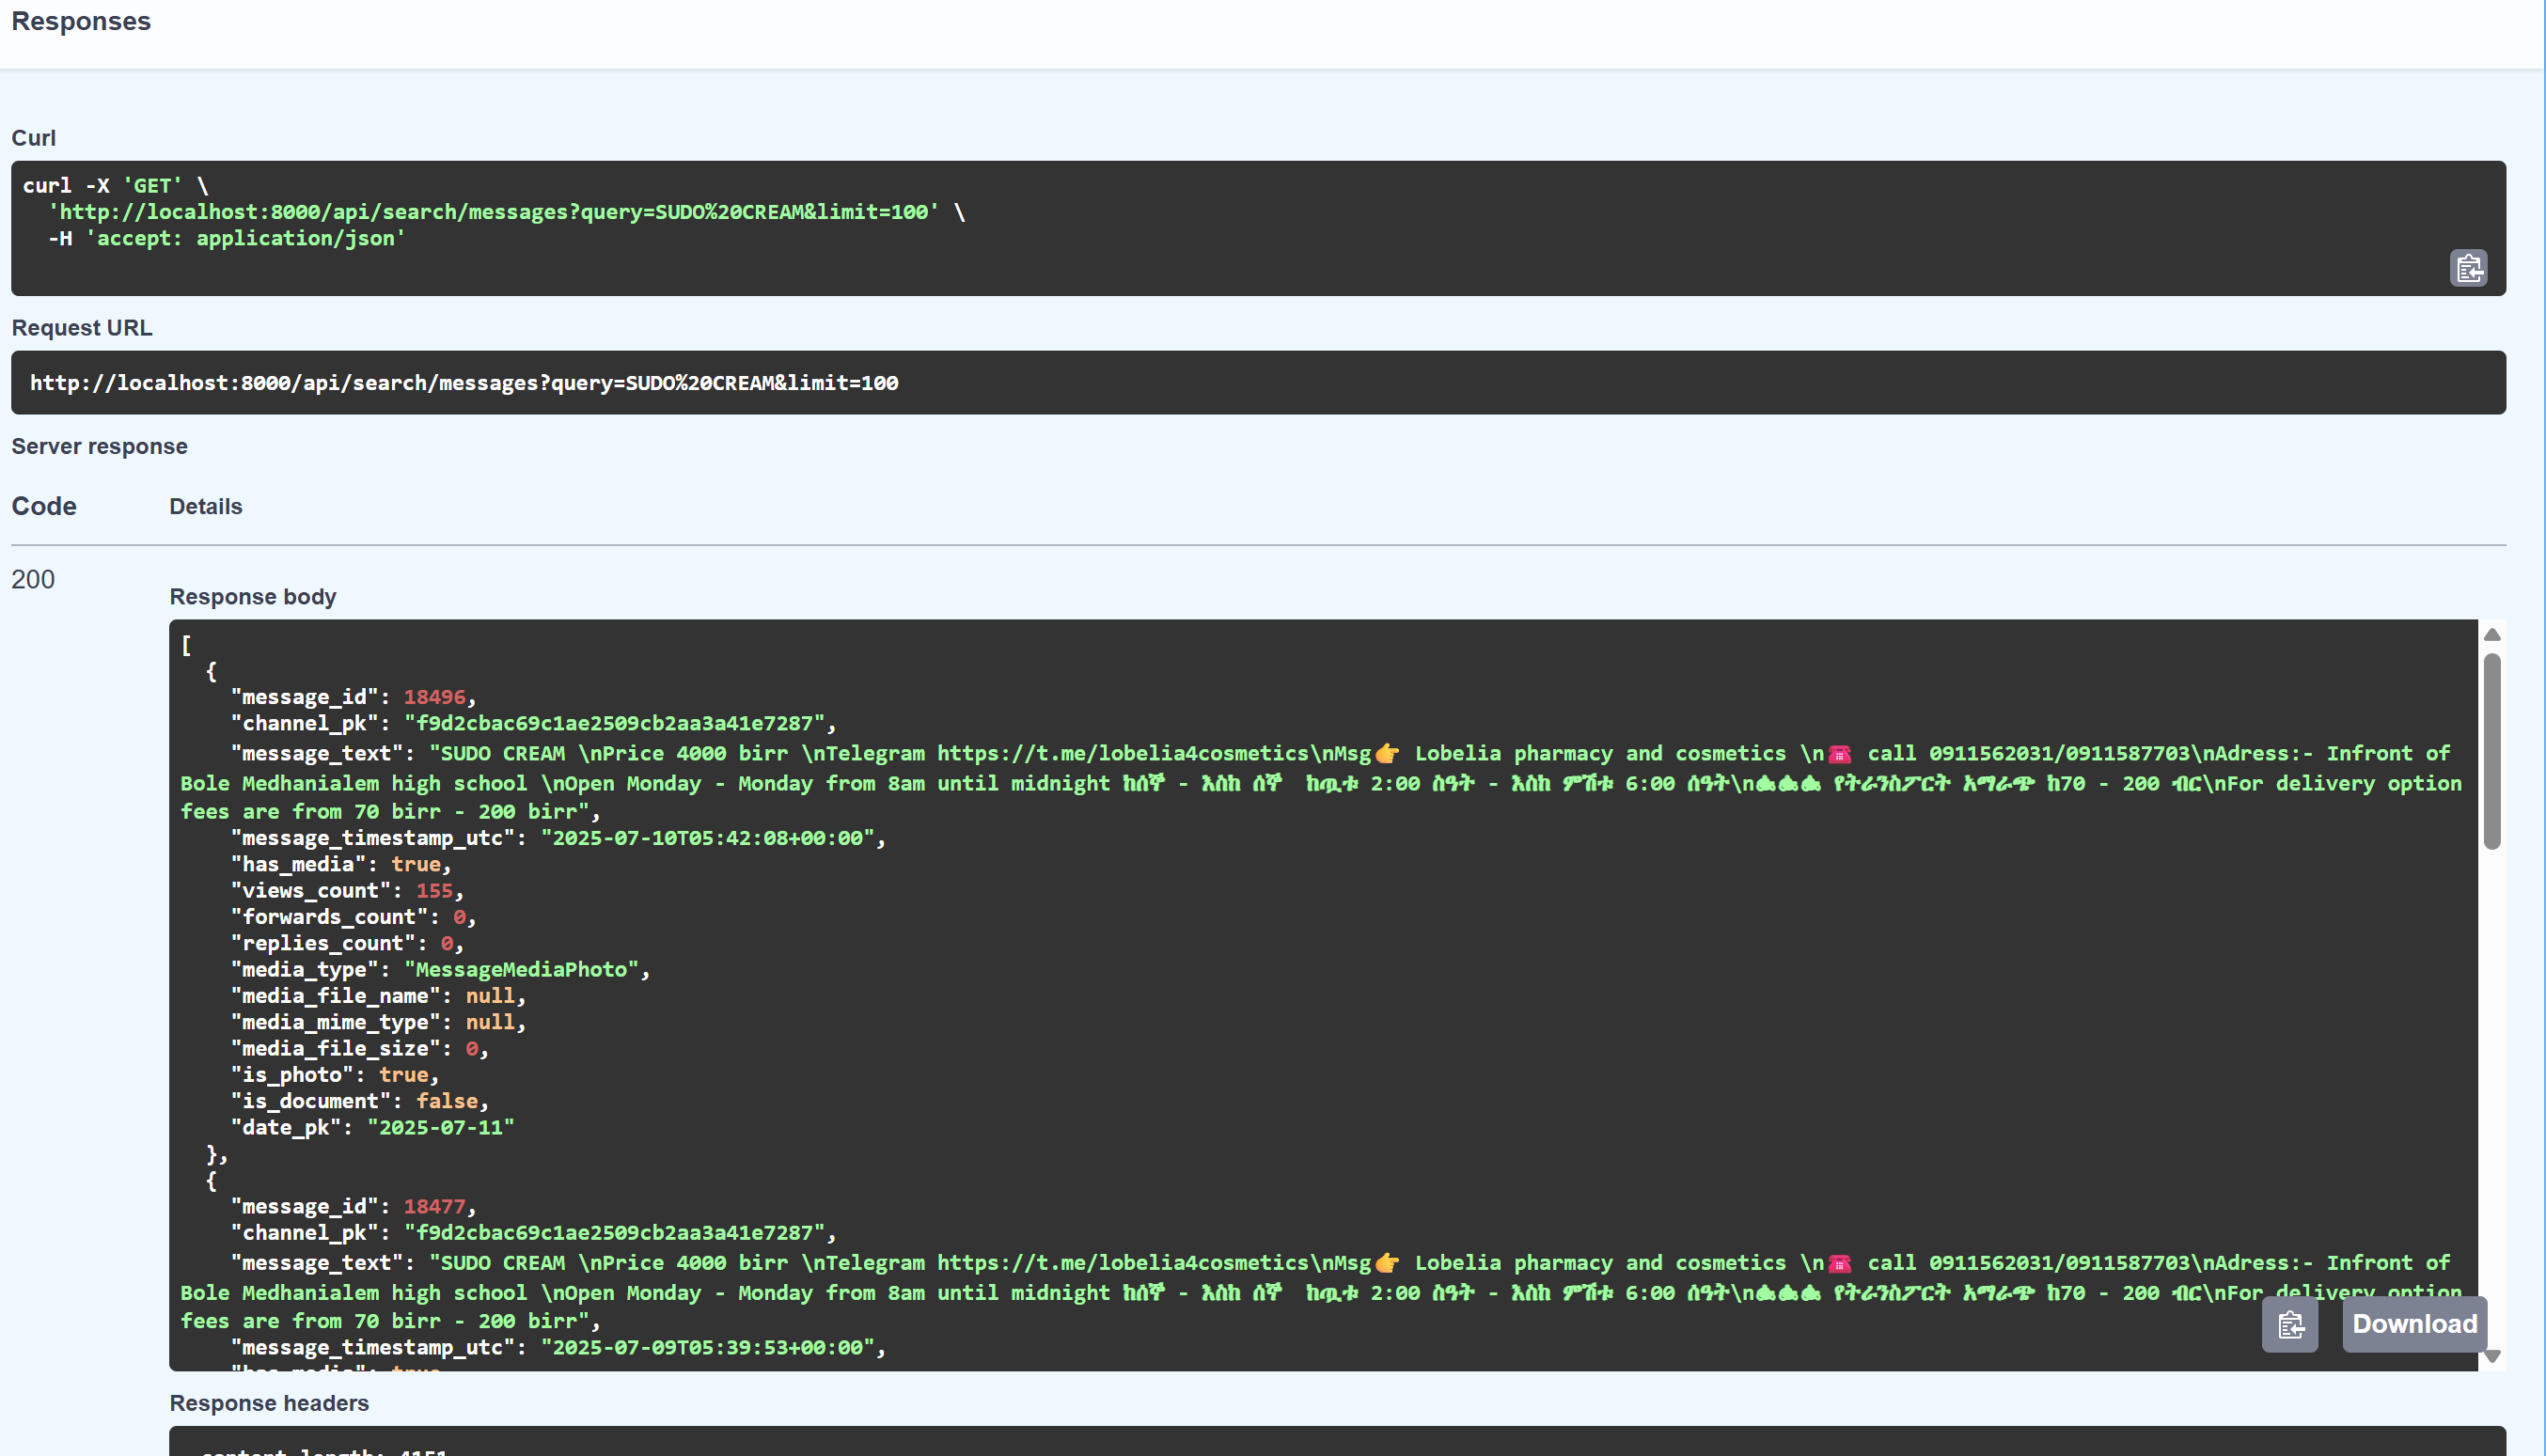 Responses
Curl
curl -X 'GET' \
'http://localhost:8000/api/search/messages?query=SUDO%20CREAM&limit=100' \
-H 'accept: application/json'
Request URL
http://localhost:8000/api/search/messages?query=SUDO%20CREAM&limit=100
Server response
Code Details
200
Response body
[
{
"message_id": 18496,
"channel_pk": "f9d2cbac69c1ae2509cb2aa3a41e7287",
"message_text": "SUDO CREAM \nPrice 4000 birr \nTelegram https://t.me/lobelia4cosmetics\nMsg👉 Lobelia pharmacy and cosmetics \n☎️ call 0911562031/0911587703\nAdress:- Infront of
Bole Medhanialem high school \nOpen Monday - Monday from 8am until midnight ከሰኞ - እስከ ሰኞ ከጧቱ 2:00 ስዓት - እስከ ምሽቱ 6:00 ሰዓት\n🛵🛵🛵 የትራንስፖርት አማራጭ ከ70 - 200 ብር\nFor delivery option
fees are from 70 birr - 200 birr",
"message_timestamp_utc": "2025-07-10T05:42:08+00:00",
"has_media": true,
"views_count": 155,
"forwards_count": 0,
"replies_count": 0,
"media_type": "MessageMediaPhoto",
"media_file_name": null,
"media_mime_type": null,
"media_file_size": 0,
"is_photo": true,
"is_document": false,
"date_pk": "2025-07-11"
},
{
"message_id": 18477,
"channel_pk": "f9d2cbac69c1ae2509cb2aa3a41e7287",
"message_text": "SUDO CREAM \nPrice 4000 birr \nTelegram https://t.me/lobelia4cosmetics\nMsg👉 Lobelia pharmacy and cosmetics \n☎️ call 0911562031/0911587703\nAdress:- Infront of
Bole Medhanialem high school \nOpen Monday - Monday from 8am until midnight ከሰኞ - እስከ ሰኞ ከጧቱ 2:00 ስዓት - እስከ ምሽቱ 6:00 ሰዓት\n🛵🛵🛵 የትራንስፖርት አማራጭ ከ70 - 200 ብር\nFor delivery option
fees are from 70 birr - 200 birr",
"message_timestamp_utc": "2025-07-09T05:39:53+00:00",
"has_media": true
Download
Response headers
content-length: 4151